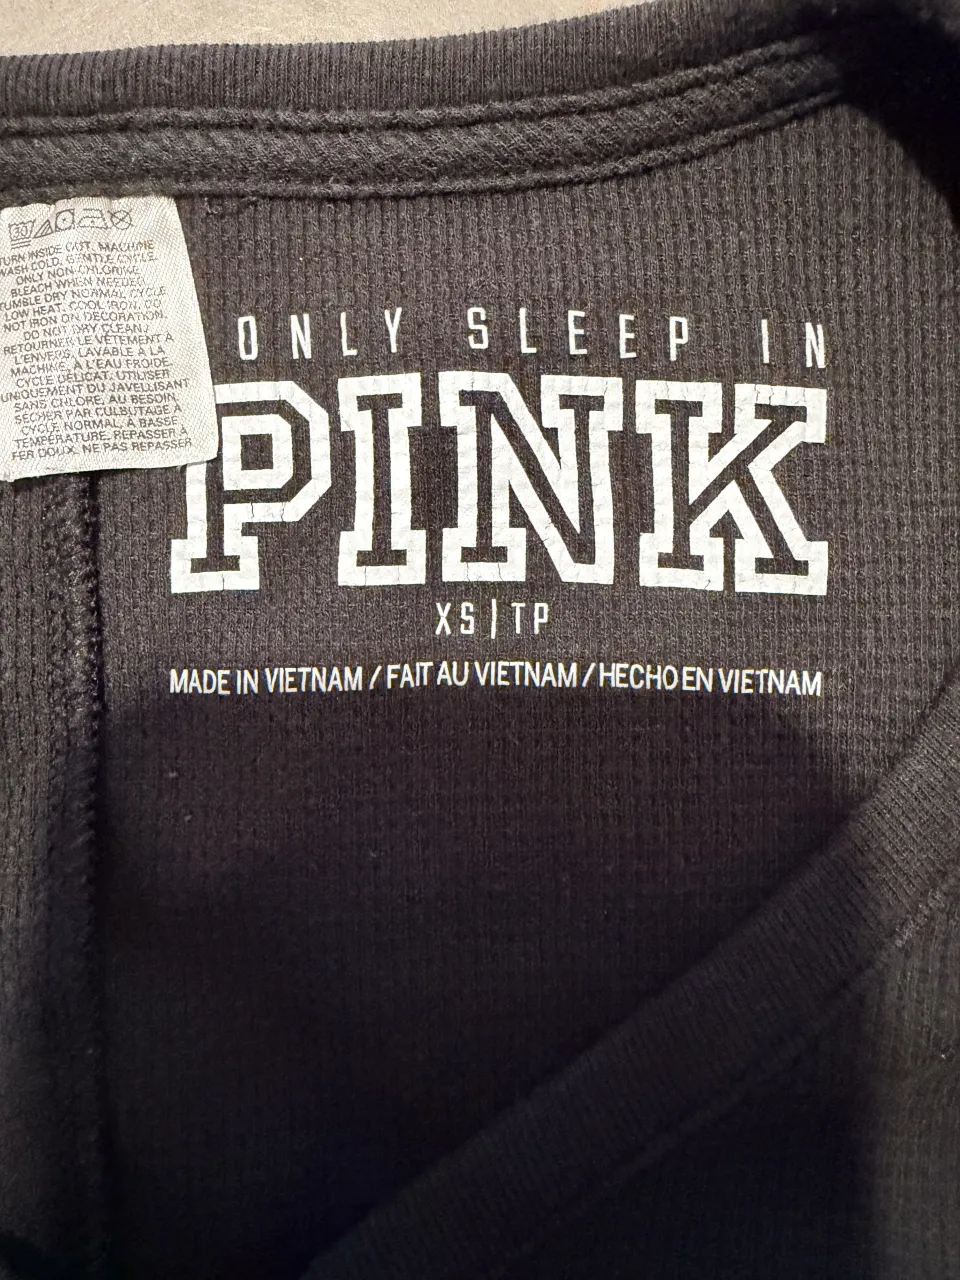 30
TURN INSIDE OUT. MACHINE
WASH COLD, GENTLE CYCLE.
ONLY NON-CHLORINE
BLEACH WHEN NEEDED.
TUMBLE DRY NORMAL CYCLE
LOW HEAT. COOL IRON, DO
NOT IRON ON DECORATION.
DO NOT DRY CLEAN./
RETOURNER LE VÊTEMENT À
L'ENVERS, LAVABLE À LA
MACHINE, À L'EAU FROIDE,
CYCLE DÉLICAT. UTILISER
UNIQUEMENT DU JAVELLISANT
SANS CHLORE, AU BESOIN.
SÉCHER PAR CULBUTAGE À
CYCLE NORMAL, À BASSE
TEMPÉRATURE. REPASSER À
FER DOUX, NE PAS REPASSER
ONLY SLEEP IN
PINK
XS | TP
MADE IN VIETNAM / FAIT AU VIETNAM / HECHO EN VIETNAM